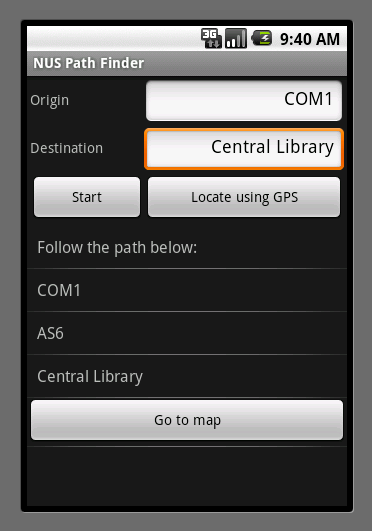 3G 9:40 AM
NUS Path Finder
Origin COM1
Destination Central Library
Start Locate using GPS
Follow the path below:
COM1
AS6
Central Library
Go to map